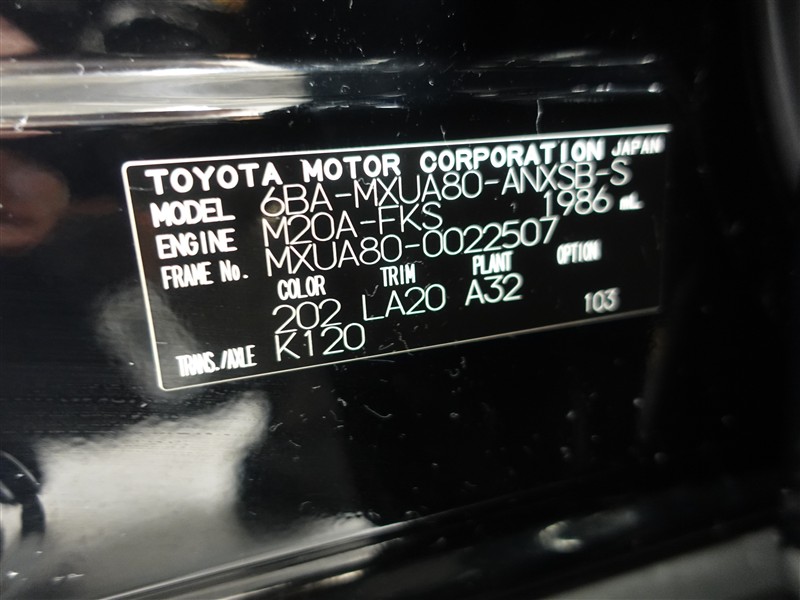 TOYOTA MOTOR CORPORATION JAPAN
MODEL 6BA-MXUA80-ANXSB-S
ENGINE M20A-FKS 1986 mL
FRAME No. MXUA80-0022507
COLOR TRIM PLANT OPTION
202 LA20 A32 103
TRANS./AXLE K120